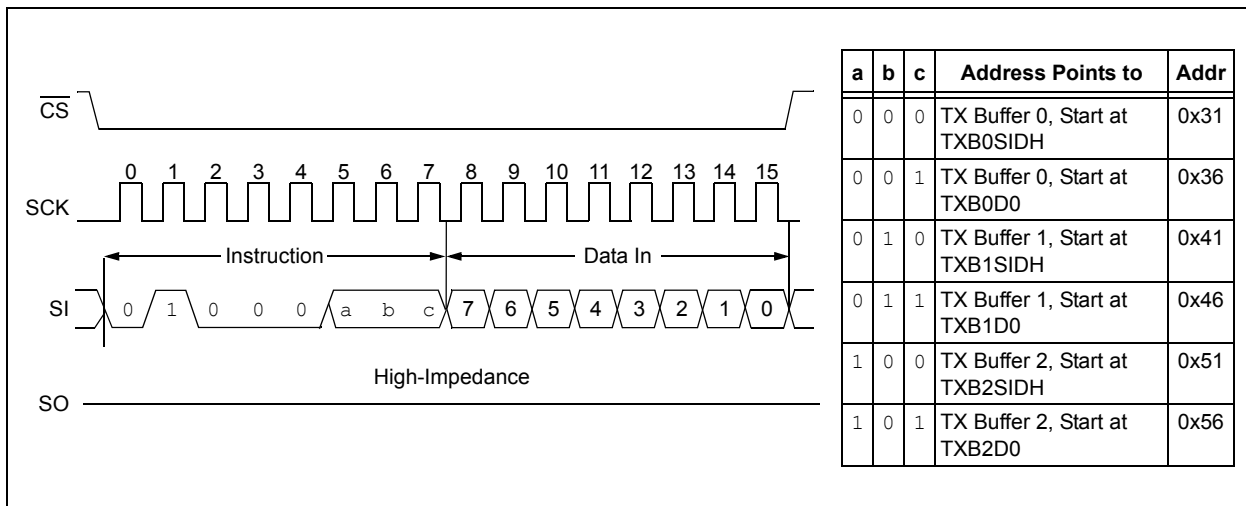 CS
SCK
0 1 2 3 4 5 6 7 8 9 10 11 12 13 14 15
Instruction
Data In
SI
0 1 0 0 0 a b c 7 6 5 4 3 2 1 0
High-Impedance
SO
a b c Address Points to Addr
0 0 0 TX Buffer 0, Start at 0x31
TXB0SIDH
0 0 1 TX Buffer 0, Start at 0x36
TXB0D0
0 1 0 TX Buffer 1, Start at 0x41
TXB1SIDH
0 1 1 TX Buffer 1, Start at 0x46
TXB1D0
1 0 0 TX Buffer 2, Start at 0x51
TXB2SIDH
1 0 1 TX Buffer 2, Start at 0x56
TXB2D0